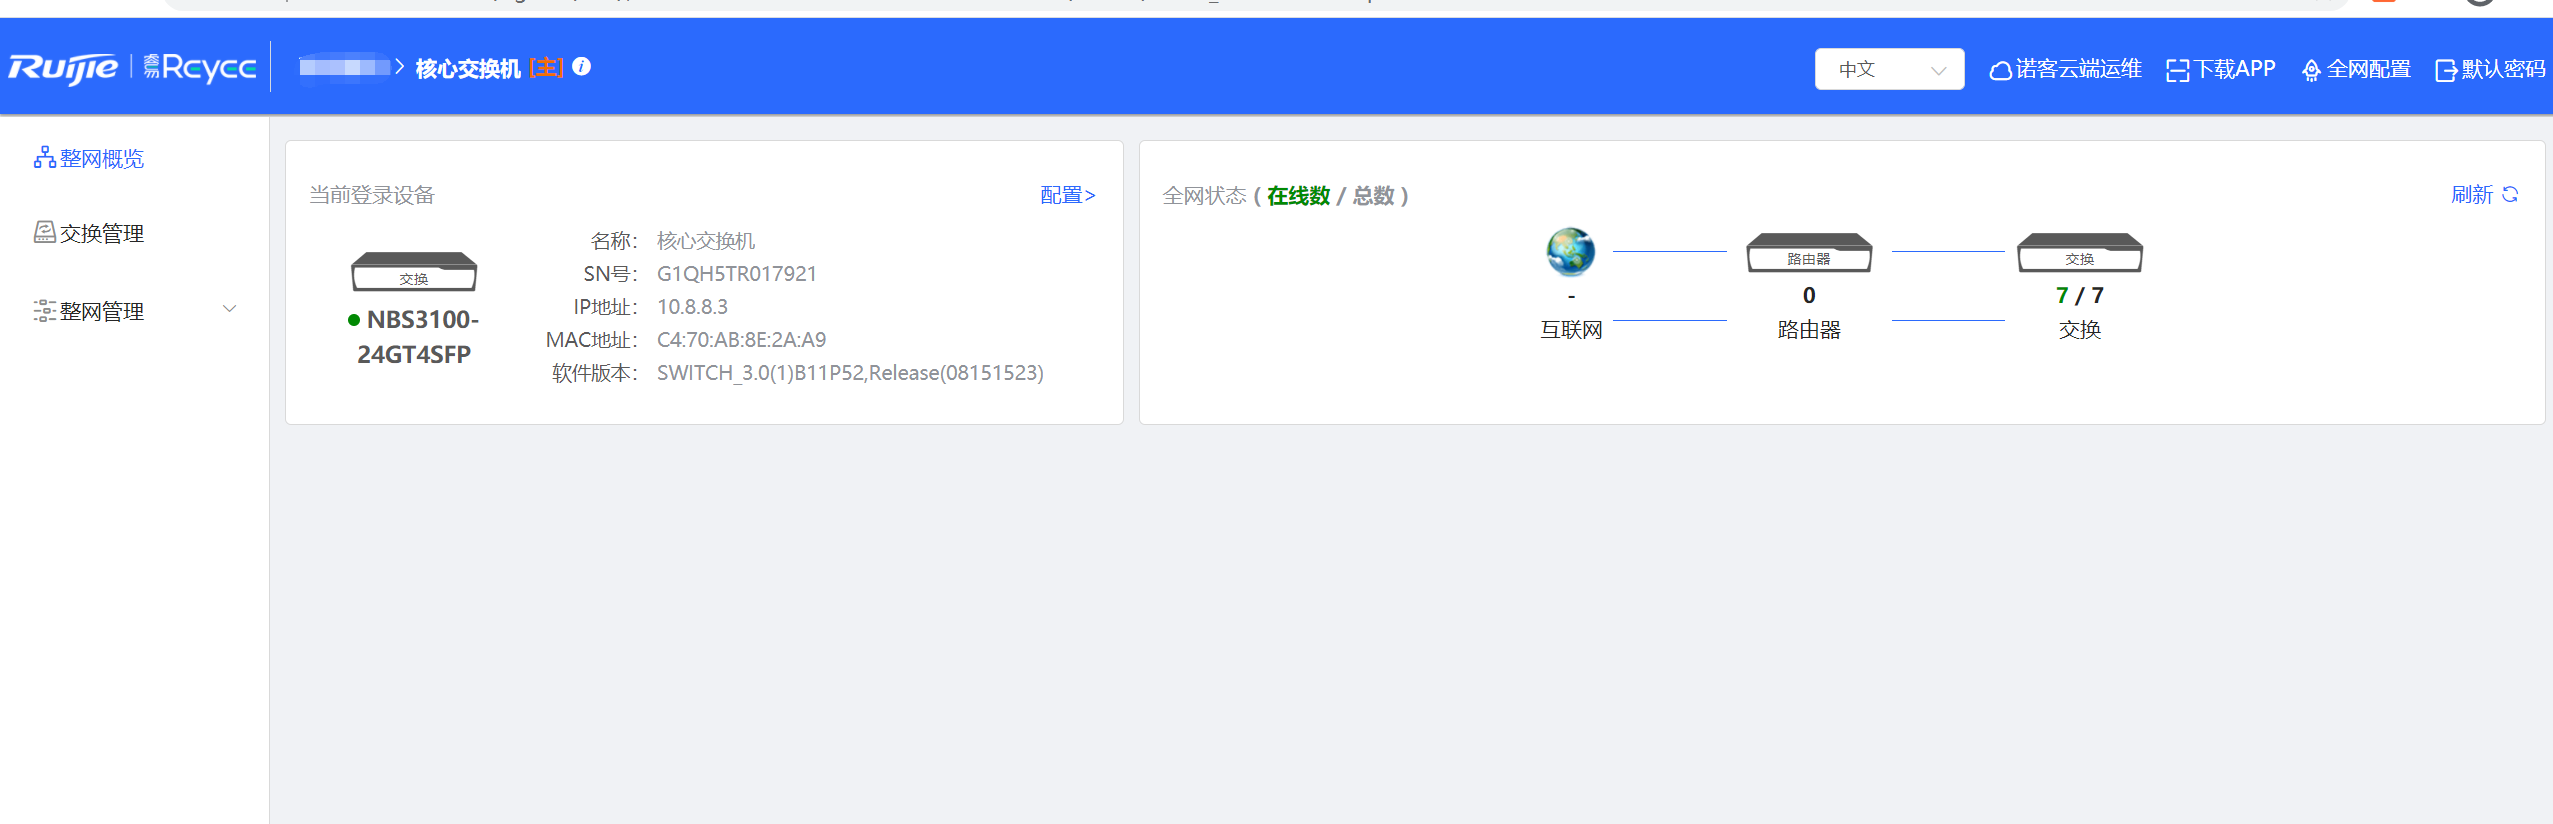 Ruijie | 睿易 Reyee
> 核心交换机 [主]
中文
诺客云端运维
下载APP
全网配置
默认密码
整网概览
交换管理
整网管理
当前登录设备
配置>
交换
NBS3100-
24GT4SFP
名称： 核心交换机
SN号： G1QH5TR017921
IP地址： 10.8.8.3
MAC地址： C4:70:AB:8E:2A:A9
软件版本： SWITCH_3.0(1)B11P52,Release(08151523)
全网状态 ( 在线数 / 总数 )
刷新
路由器
交换
-
0
7 / 7
互联网
路由器
交换